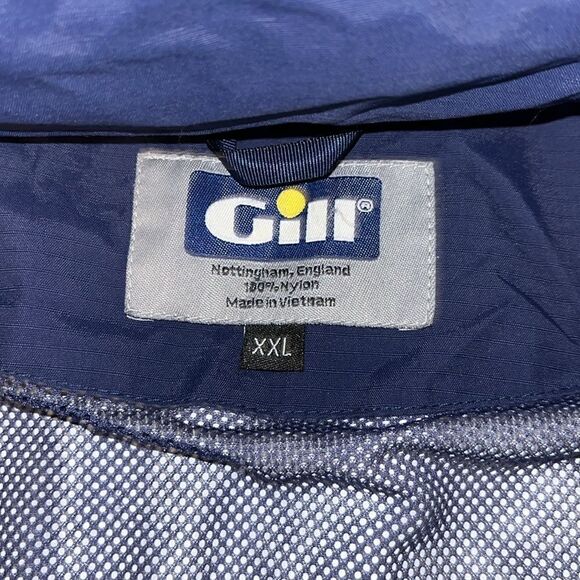 Gill®
Nottingham, England
100% Nylon
Made in Vietnam
XXL